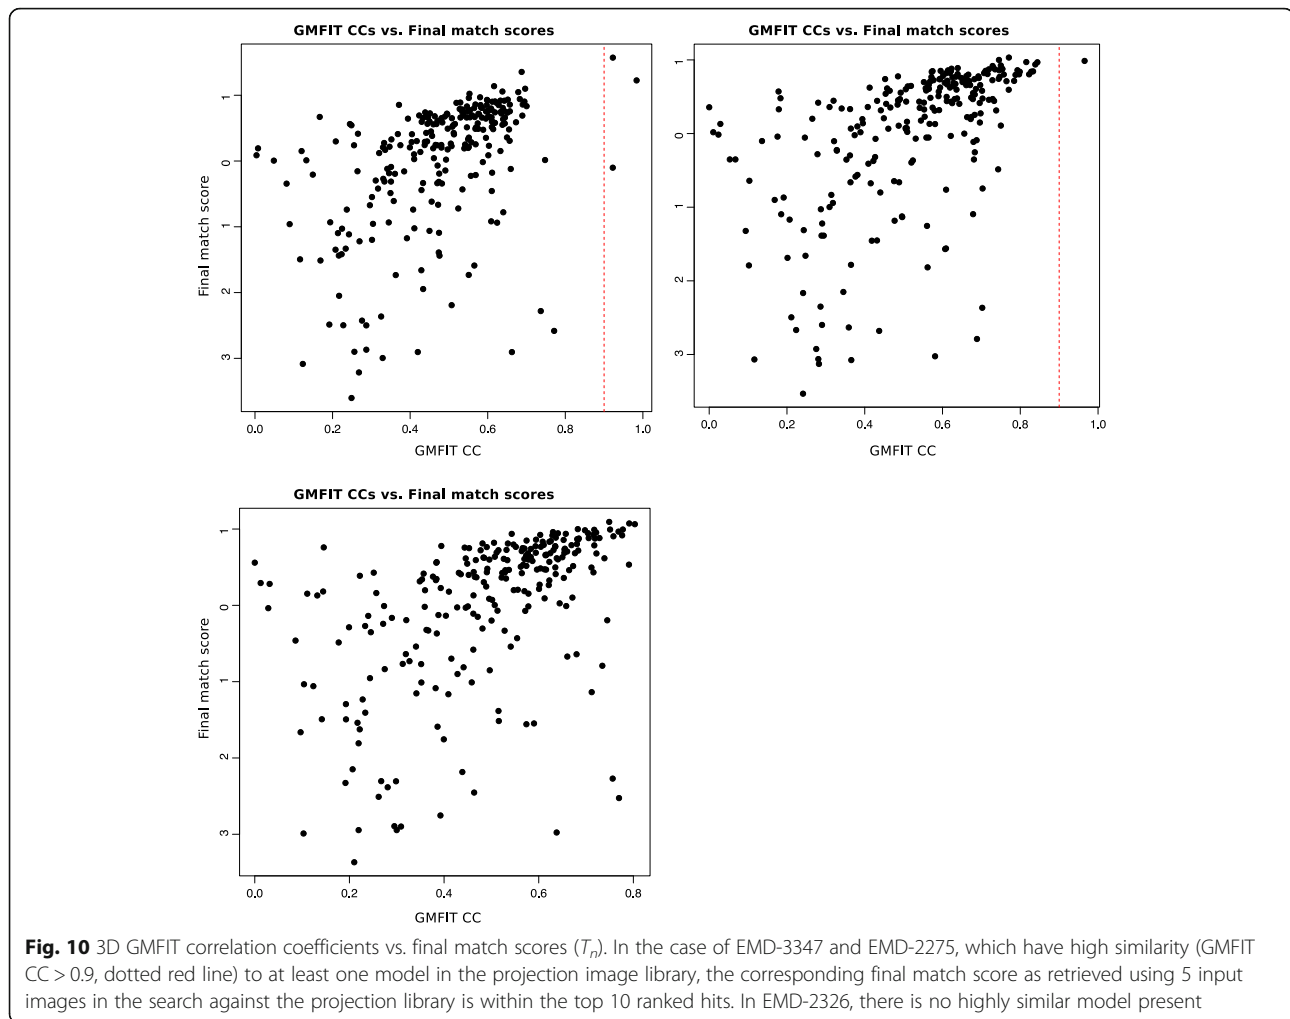 GMFIT CCs vs. Final match scores
Final match score
1
0
1
2
3
0.0 0.2 0.4 0.6 0.8 1.0
GMFIT CC
GMFIT CCs vs. Final match scores
1
0
1
2
3
0.0 0.2 0.4 0.6 0.8 1.0
GMFIT CC
GMFIT CCs vs. Final match scores
Final match score
1
0
1
2
3
0.0 0.2 0.4 0.6 0.8
GMFIT CC
Fig. 10 3D GMFIT correlation coefficients vs. final match scores (Tn). In the case of EMD-3347 and EMD-2275, which have high similarity (GMFIT
CC > 0.9, dotted red line) to at least one model in the projection image library, the corresponding final match score as retrieved using 5 input
images in the search against the projection library is within the top 10 ranked hits. In EMD-2326, there is no highly similar model present